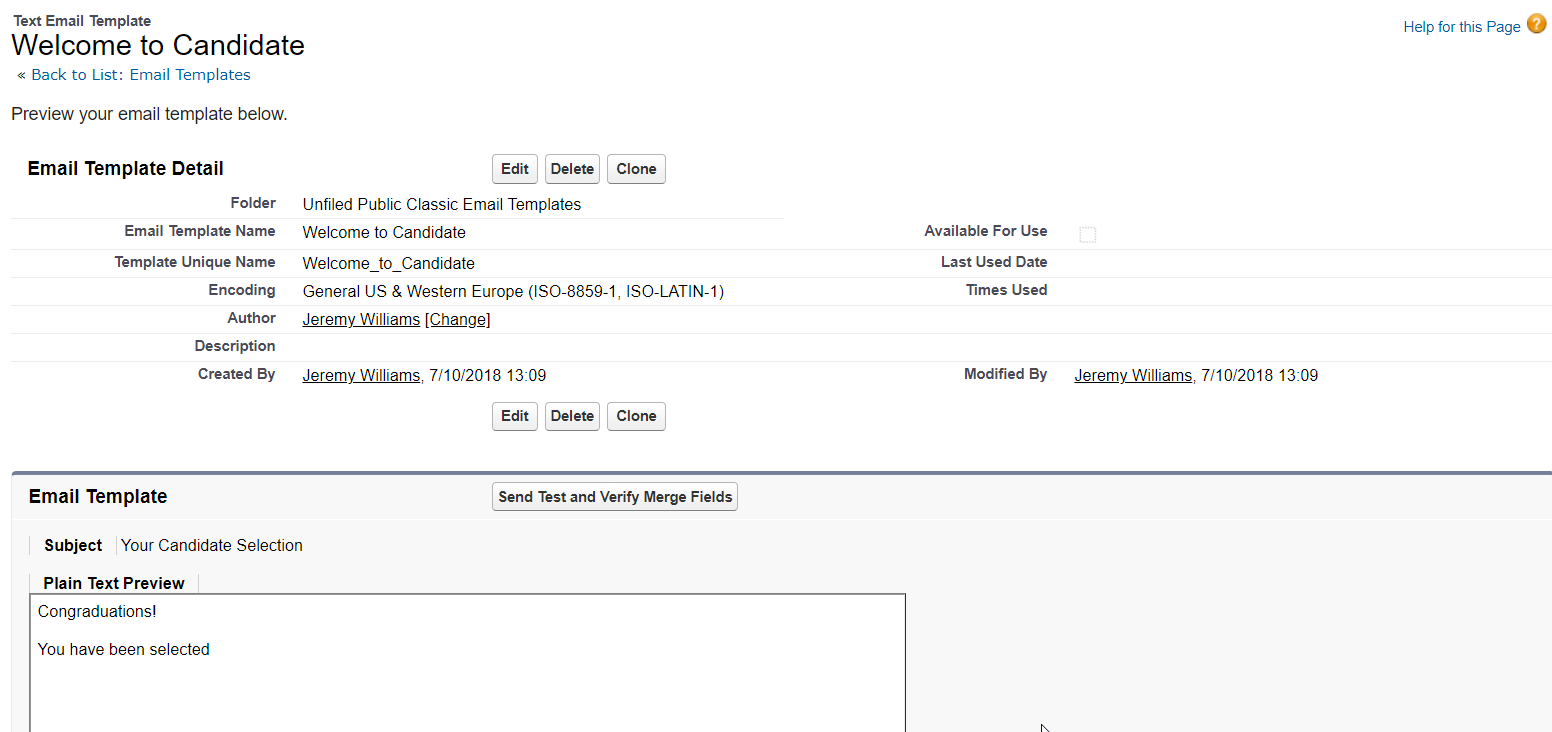 Text Email Template
Welcome to Candidate
Help for this Page ?
« Back to List: Email Templates
Preview your email template below.
Email Template Detail
Edit Delete Clone
Folder Unfiled Public Classic Email Templates
Email Template Name Welcome to Candidate Available For Use
Template Unique Name Welcome_to_Candidate Last Used Date
Encoding General US & Western Europe (ISO-8859-1, ISO-LATIN-1) Times Used
Author Jeremy Williams [Change]
Description
Created By Jeremy Williams, 7/10/2018 13:09 Modified By Jeremy Williams, 7/10/2018 13:09
Edit Delete Clone
Email Template Send Test and Verify Merge Fields
Subject Your Candidate Selection
Plain Text Preview
Congraduations!
You have been selected